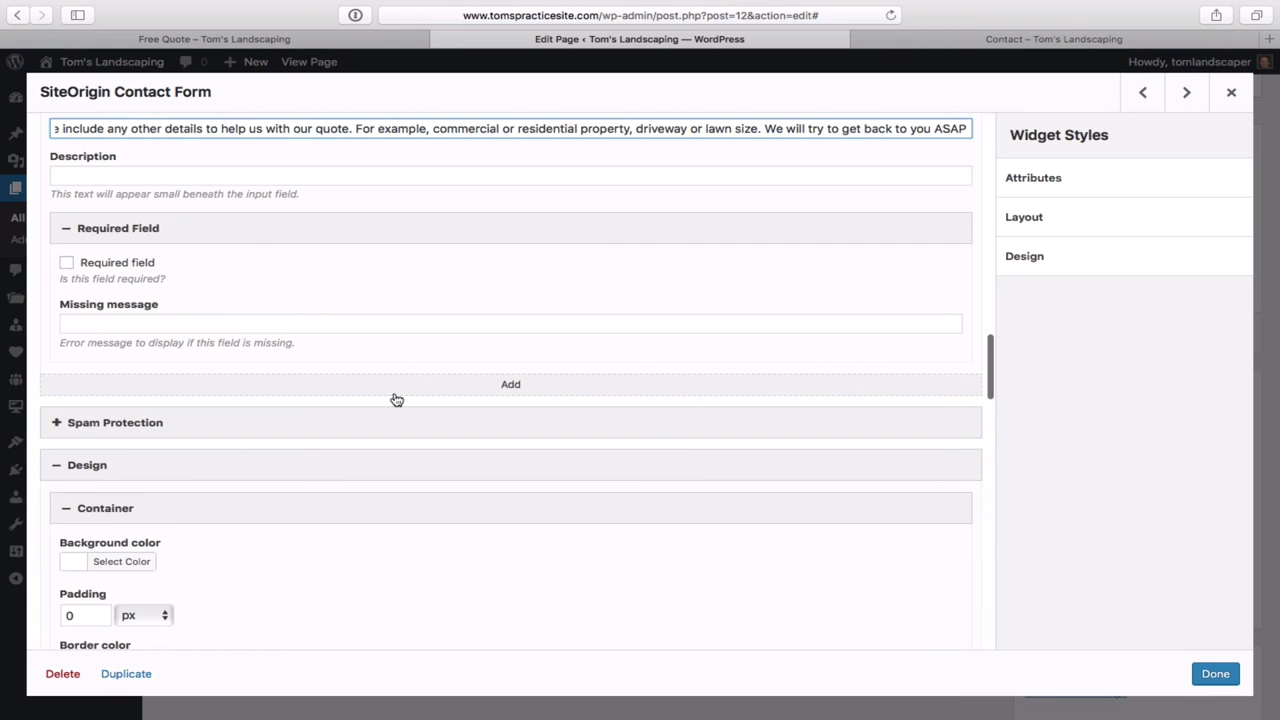 www.tomspracticesite.com/wp-admin/post.php?post=12&action=edit#
Free Quote – Tom's Landscaping
Edit Page ‹ Tom's Landscaping — WordPress
Contact – Tom's Landscaping
Tom's Landscaping
0
New
View Page
Howdy, tomlandscaper
SiteOrigin Contact Form
e include any other details to help us with our quote. For example, commercial or residential property, driveway or lawn size. We will try to get back to you ASAP
Description
This text will appear small beneath the input field.
Required Field
Required field
Is this field required?
Missing message
Error message to display if this field is missing.
Add
Spam Protection
Design
Container
Background color
Select Color
Padding
0
px
Border color
Widget Styles
Attributes
Layout
Design
All
Ad
Delete
Duplicate
Done